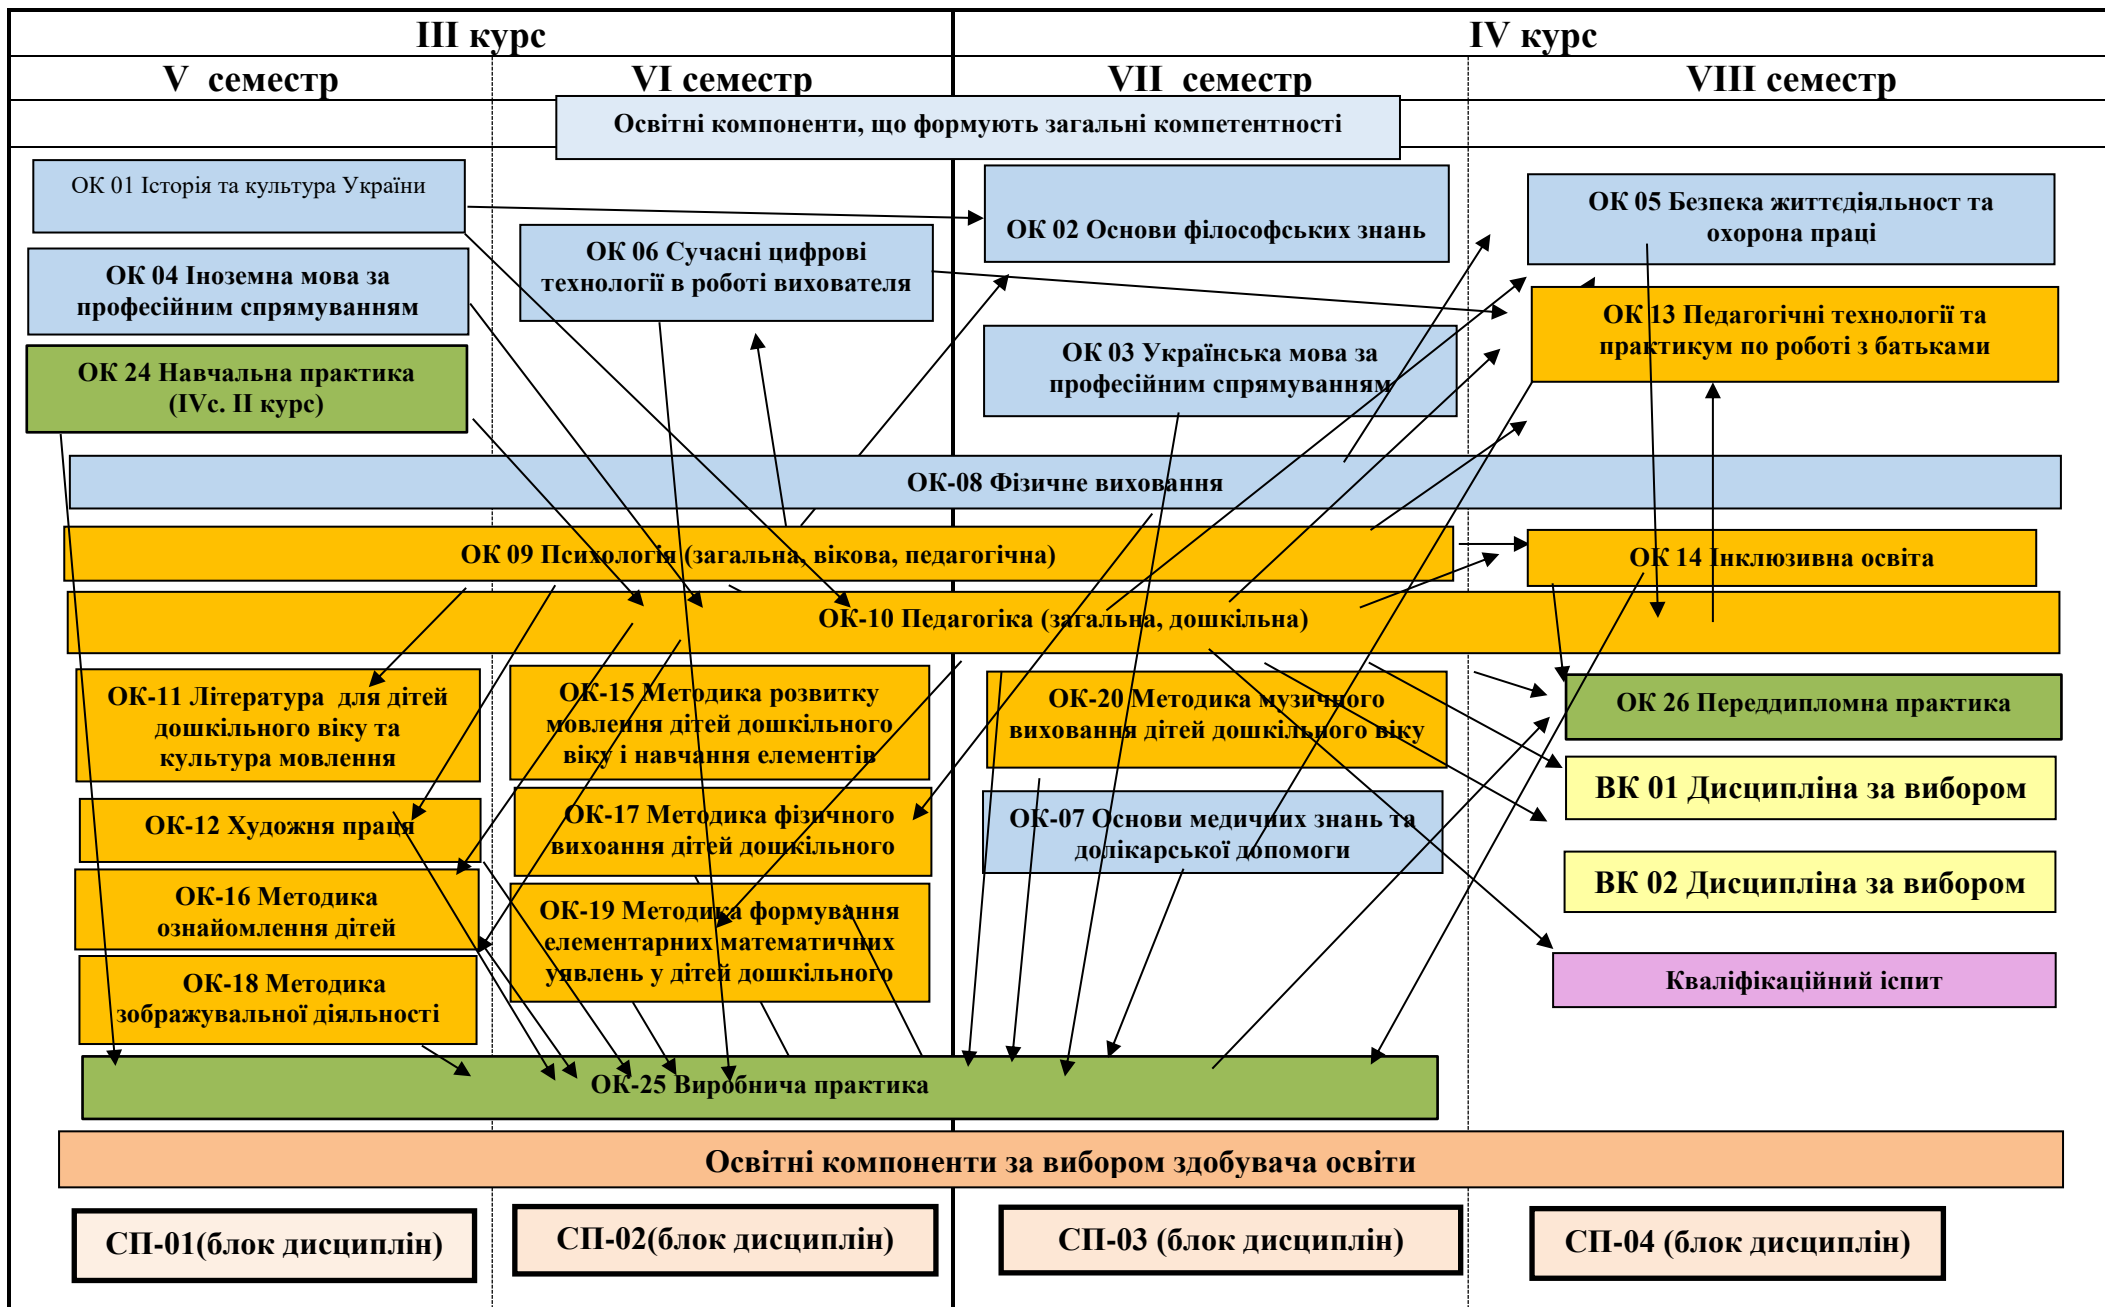 III курс
IV курс
V семестр
VI семестр
VII семестр
VIII семестр
Освітні компоненти, що формують загальні компетентності
ОК 01 Історія та культура України
ОК 04 Іноземна мова за
професійним спрямуванням
ОК 24 Навчальна практика
(IVс. II курс)
ОК 06 Сучасні цифрові
технології в роботі вихователя
ОК 02 Основи філософських знань
ОК 03 Українська мова за
професійним спрямуванням
ОК 05 Безпека життєдіяльност та
охорона праці
ОК 13 Педагогічні технології та
практикум по роботі з батьками
ОК-08 Фізичне виховання
ОК 09 Психологія (загальна, вікова, педагогічна)
ОК 14 Інклюзивна освіта
ОК-10 Педагогіка (загальна, дошкільна)
ОК-11 Література для дітей
дошкільного віку та
культура мовлення
ОК-12 Художня праця
ОК-16 Методика
ознайомлення дітей
ОК-18 Методика
зображувальної діяльності
ОК-15 Методика розвитку
мовлення дітей дошкільного
віку і навчання елементів
ОК-17 Методика фізичного
вихоання дітей дошкільного
ОК-19 Методика формування
елементарних математичних
уявлень у дітей дошкільного
ОК-20 Методика музичного
виховання дітей дошкільного віку
ОК-07 Основи медичних знань та
долікарської допомоги
ОК 26 Переддипломна практика
ВК 01 Дисципліна за вибором
ВК 02 Дисципліна за вибором
Кваліфікаційний іспит
ОК-25 Виробнича практика
Освітні компоненти за вибором здобувача освіти
СП-01(блок дисциплін)
СП-02(блок дисциплін)
СП-03 (блок дисциплін)
СП-04 (блок дисциплін)